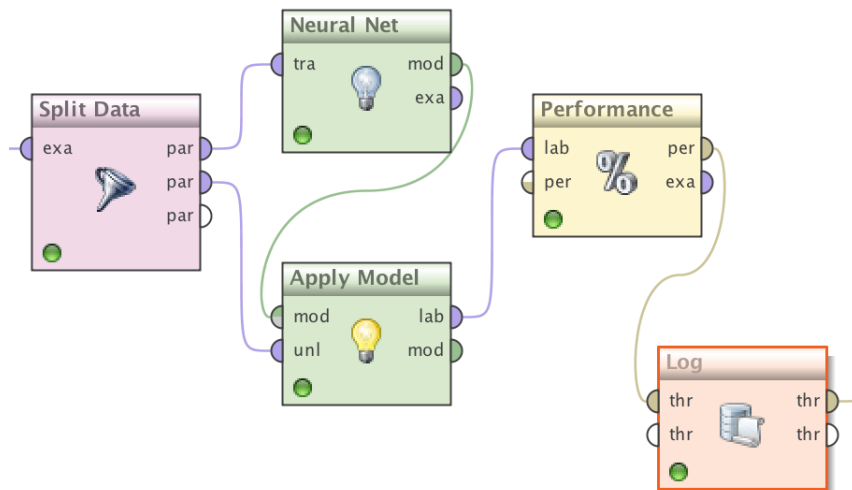 Split Data
exa par
par
par
Neural Net
tra mod
exa
Apply Model
mod lab
unl mod
Performance
%
lab per
per exa
Log
thr thr
thr thr